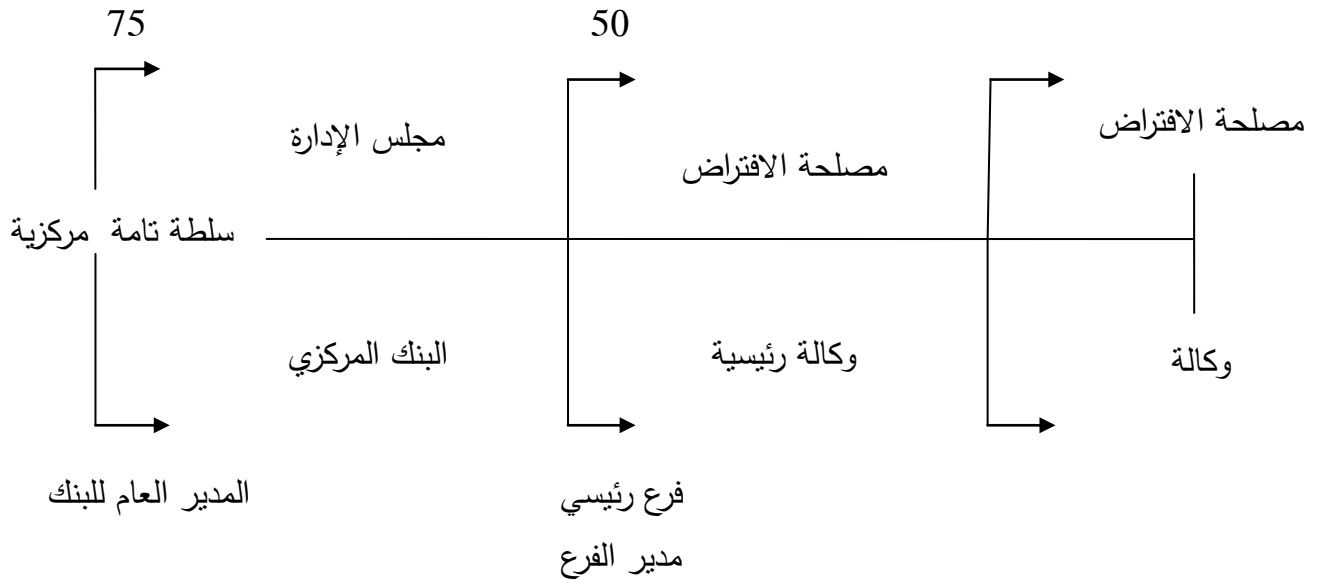 75
50
مصلحة الافتراض
مصلحة الافتراض
مجلس الإدارة
سلطة تامة مركزية
وكالة
وكالة رئيسية
البنك المركزي
فرع رئيسي
مدير الفرع
المدير العام للبنك